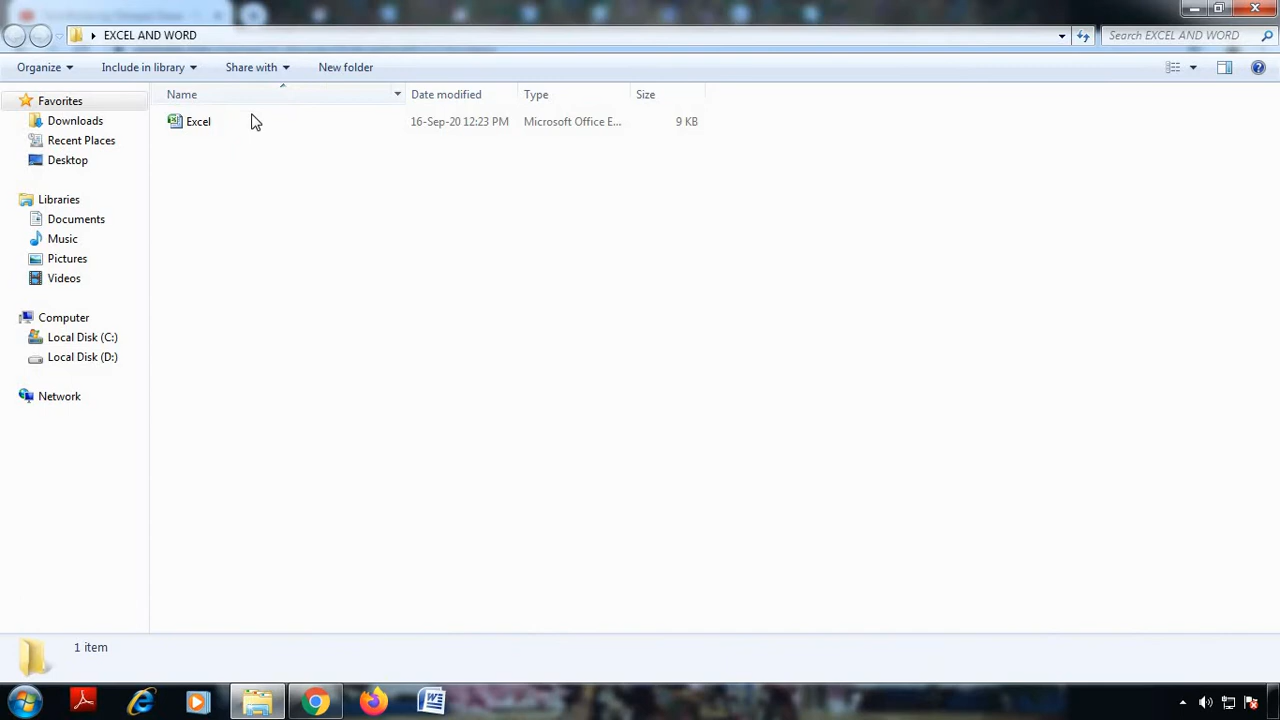 EXCEL AND WORD
Search EXCEL AND WORD
Organize
Include in library
Share with
New folder
Name
Date modified
Type
Size
Excel
16-Sep-20 12:23 PM
Microsoft Office E...
9 KB
Favorites
Downloads
Recent Places
Desktop
Libraries
Documents
Music
Pictures
Videos
Computer
Local Disk (C:)
Local Disk (D:)
Network
1 item